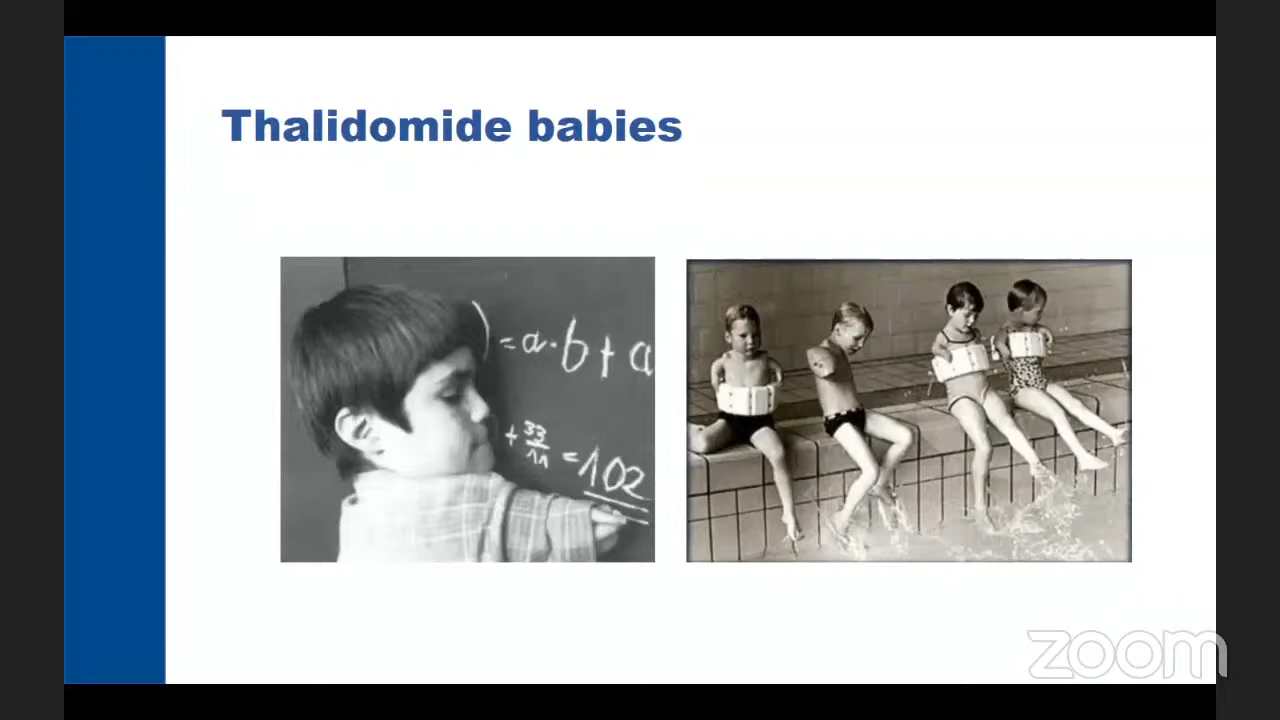 Thalidomide babies
) = a·b + a
+ 33/11 = 102
zoom